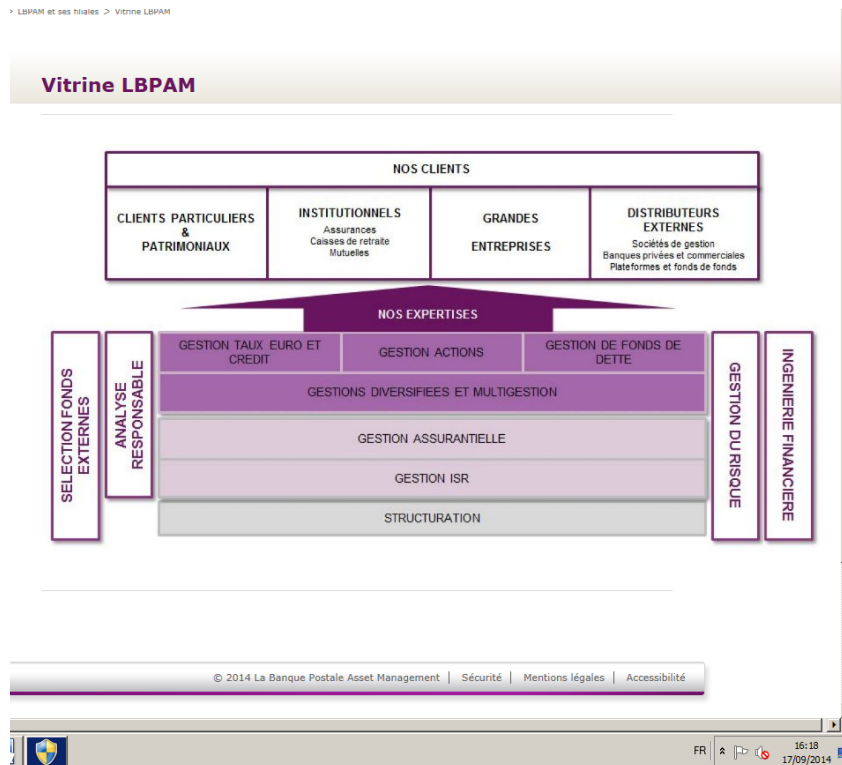 > LBPAM et ses filiales > Vitrine LBPAM
Vitrine LBPAM
NOS CLIENTS
CLIENTS PARTICULIERS
&
PATRIMONIAUX
INSTITUTIONNELS
Assurances
Caisses de retraite
Mutuelles
GRANDES
ENTREPRISES
DISTRIBUTEURS
EXTERNES
Sociétés de gestion
Banques privées et commerciales
Plateformes et fonds de fonds
NOS EXPERTISES
SELECTION FONDS
EXTERNES
ANALYSE
RESPONSABLE
GESTION TAUX EURO ET
CREDIT
GESTION ACTIONS
GESTION DE FONDS DE
DETTE
GESTIONS DIVERSIFIEES ET MULTIGESTION
GESTION ASSURANTIELLE
GESTION ISR
STRUCTURATION
GESTION DU RISQUE
INGENIERIE FINANCIERE
© 2014 La Banque Postale Asset Management | Sécurité | Mentions légales | Accessibilité
FR
16:18
17/09/2014